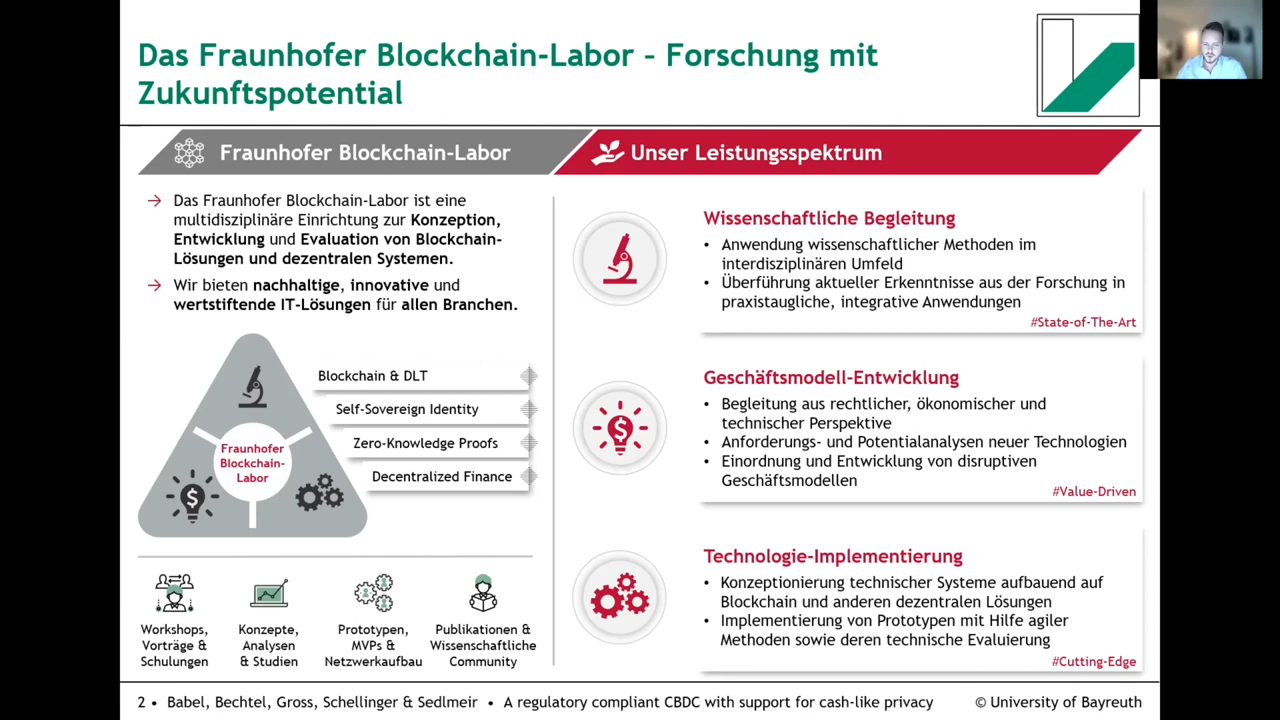 Das Fraunhofer Blockchain-Labor – Forschung mit
Zukunftspotential
Fraunhofer Blockchain-Labor
Unser Leistungsspektrum
Das Fraunhofer Blockchain-Labor ist eine
multidisziplinäre Einrichtung zur Konzeption,
Entwicklung und Evaluation von Blockchain-
Lösungen und dezentralen Systemen.
Wir bieten nachhaltige, innovative und
wertstiftende IT-Lösungen für allen Branchen.
Blockchain & DLT
Self-Sovereign Identity
Zero-Knowledge Proofs
Decentralized Finance
Fraunhofer
Blockchain-
Labor
Workshops,
Vorträge &
Schulungen
Konzepte,
Analysen
& Studien
Prototypen,
MVPs &
Netzwerkaufbau
Publikationen &
Wissenschaftliche
Community
Wissenschaftliche Begleitung
• Anwendung wissenschaftlicher Methoden im
interdisziplinären Umfeld
• Überführung aktueller Erkenntnisse aus der Forschung in
praxistaugliche, integrative Anwendungen
#State-of-The-Art
Geschäftsmodell-Entwicklung
• Begleitung aus rechtlicher, ökonomischer und
technischer Perspektive
• Anforderungs- und Potentialanalysen neuer Technologien
• Einordnung und Entwicklung von disruptiven
Geschäftsmodellen
#Value-Driven
Technologie-Implementierung
• Konzeptionierung technischer Systeme aufbauend auf
Blockchain und anderen dezentralen Lösungen
• Implementierung von Prototypen mit Hilfe agiler
Methoden sowie deren technische Evaluierung
#Cutting-Edge
2 • Babel, Bechtel, Gross, Schellinger & Sedlmeir • A regulatory compliant CBDC with support for cash-like privacy
© University of Bayreuth